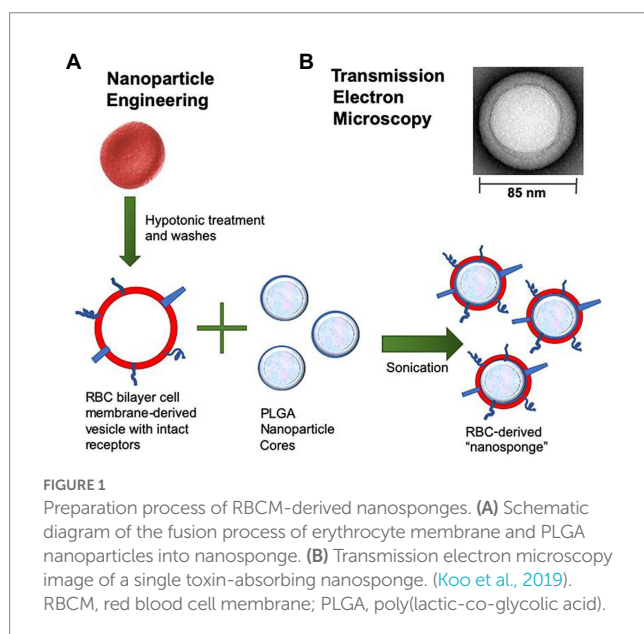 A
Nanoparticle
Engineering
B
Transmission
Electron
Microscopy
85 nm
Hypotonic treatment
and washes
RBC bilayer cell
membrane-derived
vesicle with intact
receptors
PLGA
Nanoparticle
Cores
Sonication
RBC-derived
“nanosponge”
FIGURE 1
Preparation process of RBCM-derived nanosponges. (A) Schematic
diagram of the fusion process of erythrocyte membrane and PLGA
nanoparticles into nanosponge. (B) Transmission electron microscopy
image of a single toxin-absorbing nanosponge. (Koo et al., 2019).
RBCM, red blood cell membrane; PLGA, poly(lactic-co-glycolic acid).